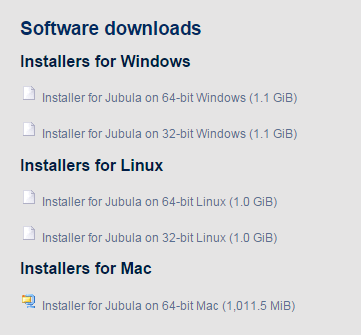 Software downloads
Installers for Windows
Installer for Jubula on 64-bit Windows (1.1 GiB)
Installer for Jubula on 32-bit Windows (1.1 GiB)
Installers for Linux
Installer for Jubula on 64-bit Linux (1.0 GiB)
Installer for Jubula on 32-bit Linux (1.0 GiB)
Installers for Mac
Installer for Jubula on 64-bit Mac (1,011.5 MiB)